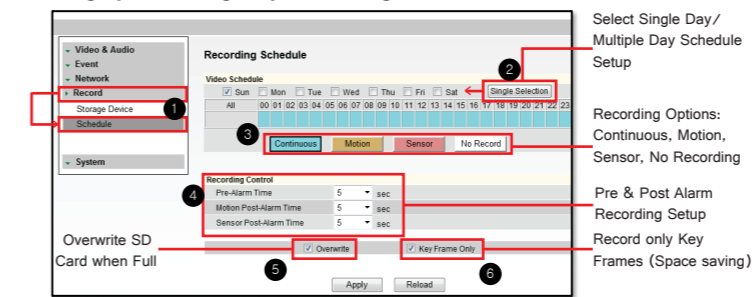 Select Single Day/
Multiple Day Schedule
Setup
Video & Audio
Event
Network
Record
Storage Device
Schedule
System
1
Recording Schedule
2
Video Schedule
Sun Mon Tue Wed Thu Fri Sat Single Selection
All 00 01 02 03 04 05 06 07 08 09 10 11 12 13 14 15 16 17 18 19 20 21 22 23
3
Continuous Motion Sensor No Record
Recording Options:
Continuous, Motion,
Sensor, No Recording
4
Recording Control
Pre-Alarm Time 5 sec
Motion Post-Alarm Time 5 sec
Sensor Post-Alarm Time 5 sec
Pre & Post Alarm
Recording Setup
Overwrite SD
Card when Full
Overwrite Key Frame Only
5
6
Record only Key
Frames (Space saving)
Apply Reload